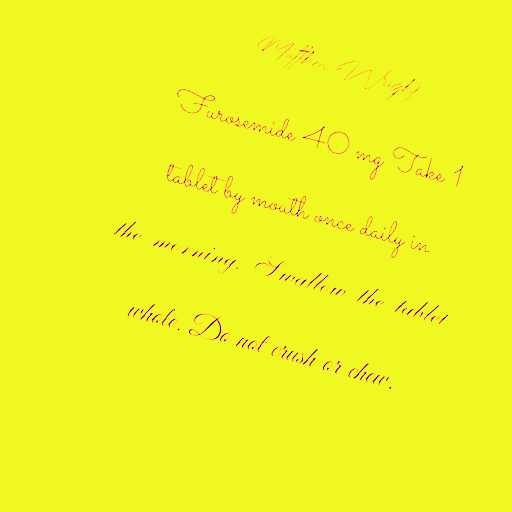 Matthew Wright
Furosemide 40 mg Take 1
tablet by mouth once daily in
the morning. Swallow the tablet
whole. Do not crush or chew.